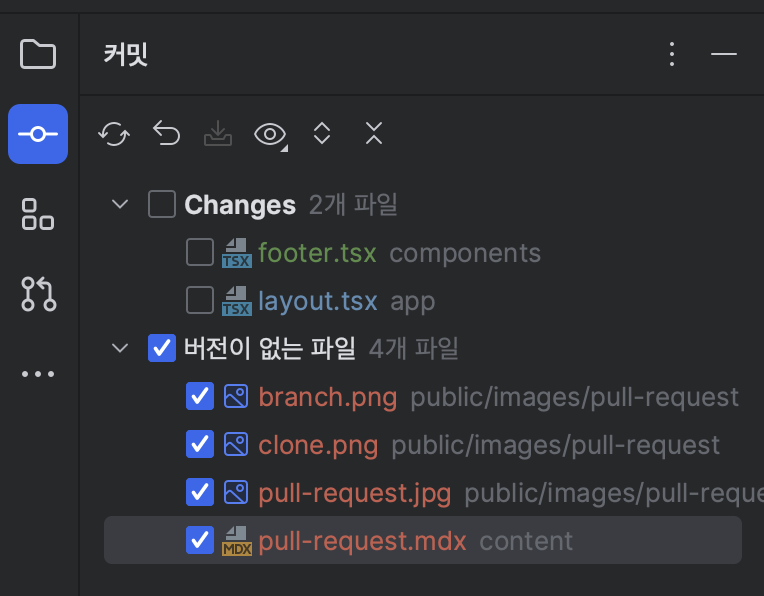 커밋
Changes 2개 파일
TSX footer.tsx components
TSX layout.tsx app
버전이 없는 파일 4개 파일
branch.png public/images/pull-request
clone.png public/images/pull-request
pull-request.jpg public/images/pull-reque
MDX pull-request.mdx content